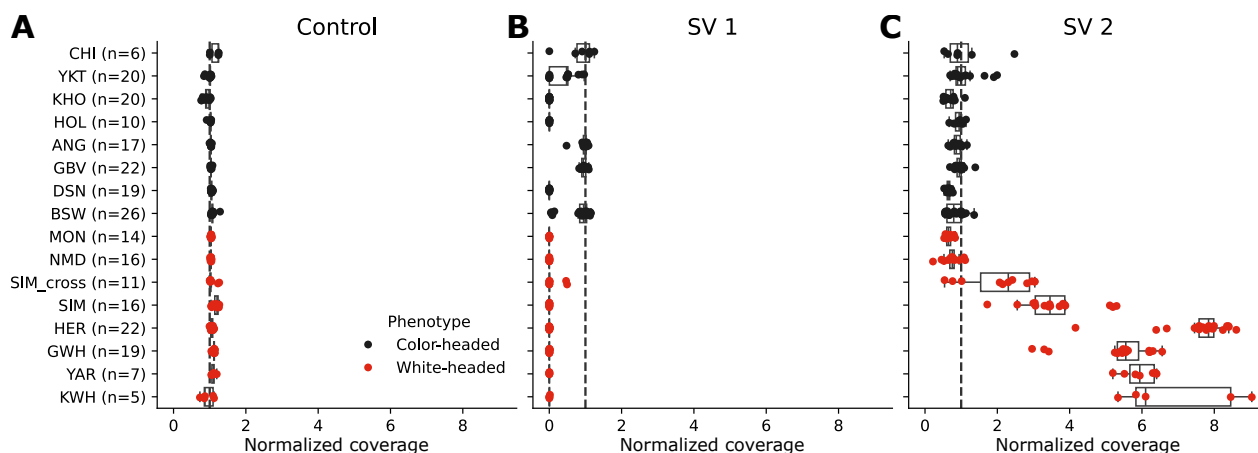 A Control B SV 1 C SV 2
CHI (n=6)
YKT (n=20)
KHO (n=20)
HOL (n=10)
ANG (n=17)
GBV (n=22)
DSN (n=19)
BSW (n=26)
MON (n=14)
NMD (n=16)
SIM_cross (n=11)
SIM (n=16)
HER (n=22)
GWH (n=19)
YAR (n=7)
KWH (n=5)
Phenotype
Color-headed
White-headed
0 2 4 6 8 0 2 4 6 8 0 2 4 6 8
Normalized coverage Normalized coverage Normalized coverage